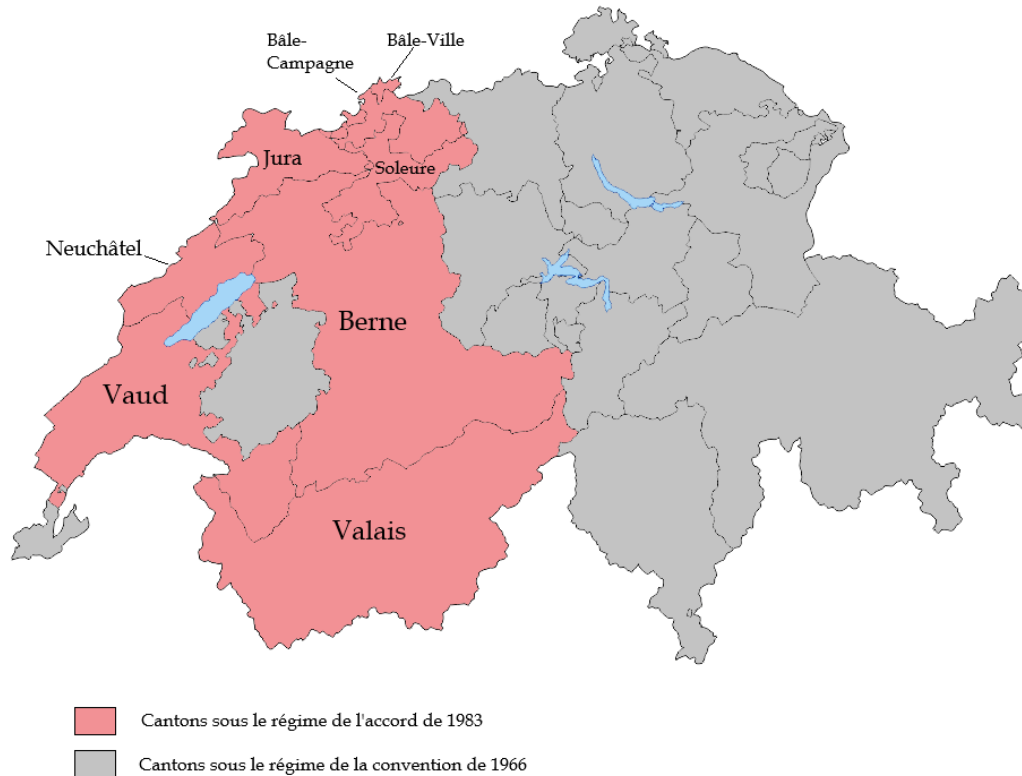 Bâle-
Campagne
Bâle-Ville
Jura
Soleure
Neuchâtel
Berne
Vaud
Valais
Cantons sous le régime de l'accord de 1983
Cantons sous le régime de la convention de 1966